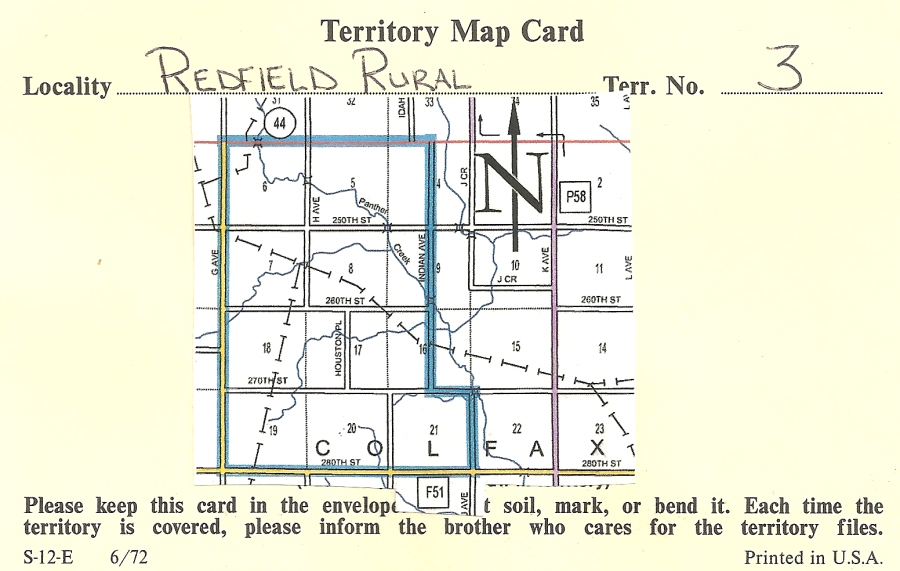 Territory Map Card
Locality REDFIELD RURAL Terr. No. 3
31 32 33 34 35
44
IDAH
L AV
6 5 4 2
J CR
N
P58
H AVE
Panther
250TH ST 250TH ST
G AVE
INDIAN AVE
K AVE
L AVE
Creek
7 8 9 10 11
J CR
260TH ST 260TH ST
HOUSTON PL
18 17 16 15 14
270TH ST
19 20 21 22 23
C O L F A X
280TH ST 280TH ST
F51
AVE
Please keep this card in the envelope t soil, mark, or bend it. Each time the
territory is covered, please inform the brother who cares for the territory files.
S-12-E 6/72 Printed in U.S.A.